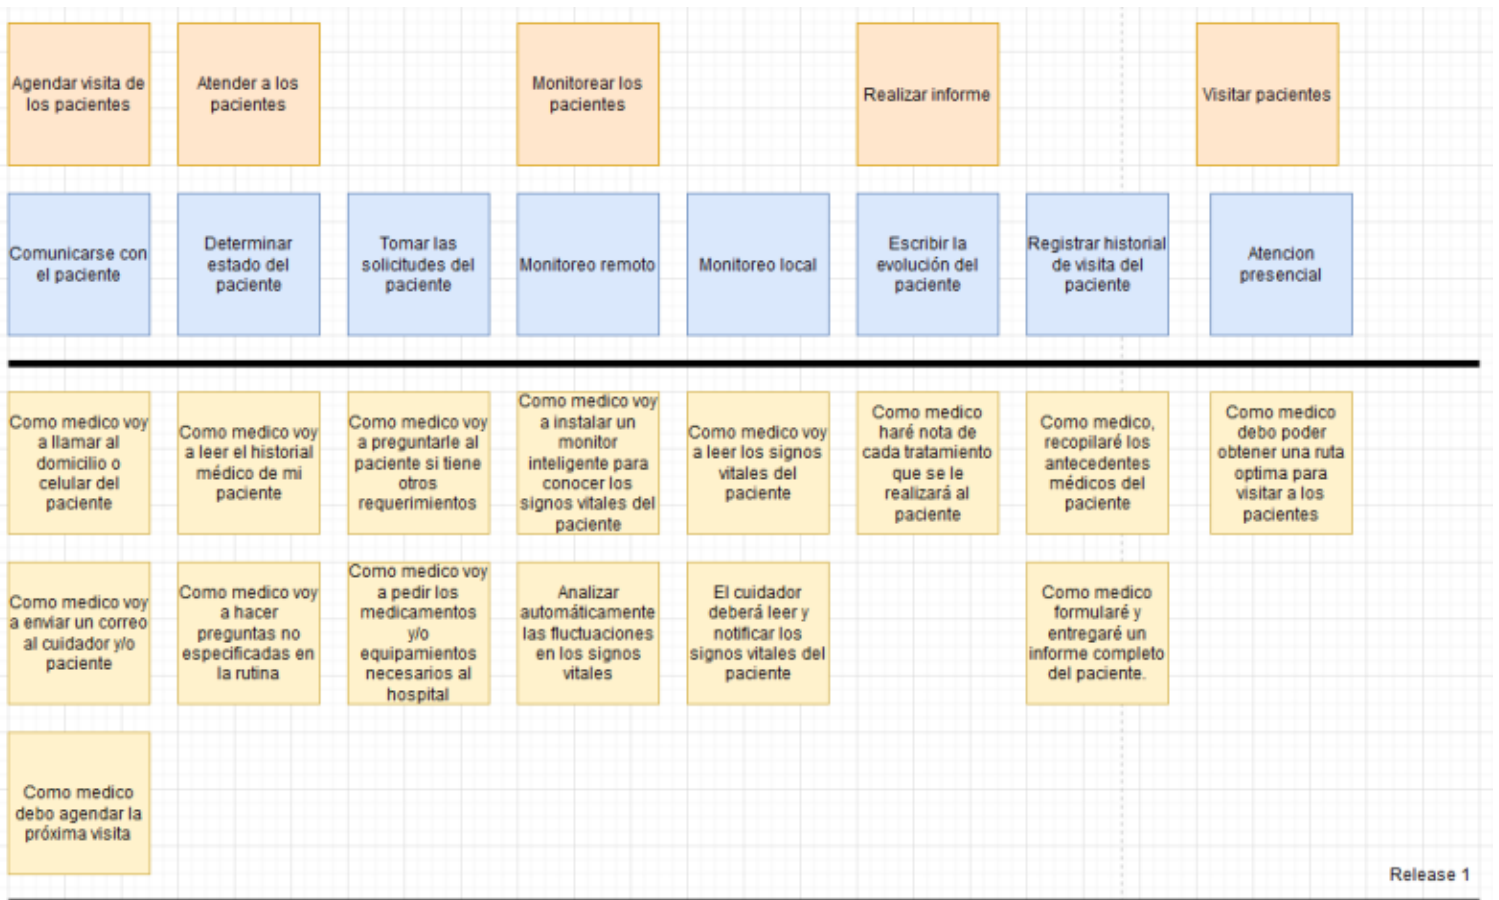 Agendar visita de
los pacientes
Atender a los
pacientes
Monitorear los
pacientes
Realizar informe
Visitar pacientes
Comunicarse con
el paciente
Determinar
estado del
paciente
Tomar las
solicitudes del
paciente
Monitoreo remoto
Monitoreo local
Escribir la
evolución del
paciente
Registrar historial
de visita del
paciente
Atencion
presencial
Como medico voy
a llamar al
domicilio o
celular del
paciente
Como medico voy
a leer el historial
médico de mi
paciente
Como medico voy
a preguntarle al
paciente si tiene
otros
requerimientos
Como medico voy
a instalar un
monitor
inteligente para
conocer los
signos vitales del
paciente
Como medico voy
a leer los signos
vitales del
paciente
Como medico
haré nota de
cada tratamiento
que se le
realizará al
paciente
Como medico,
recopilaré los
antecedentes
médicos del
paciente
Como medico
debo poder
obtener una ruta
optima para
visitar a los
pacientes
Como medico voy
a enviar un correo
al cuidador y/o
paciente
Como medico voy
a hacer
preguntas no
especificadas en
la rutina
Como medico voy
a pedir los
medicamentos
y/o
equipamientos
necesarios al
hospital
Analizar
automáticamente
las fluctuaciones
en los signos
vitales
El cuidador
deberá leer y
notificar los
signos vitales del
paciente
Como medico
formularé y
entregaré un
informe completo
del paciente.
Como medico
debo agendar la
próxima visita
Release 1